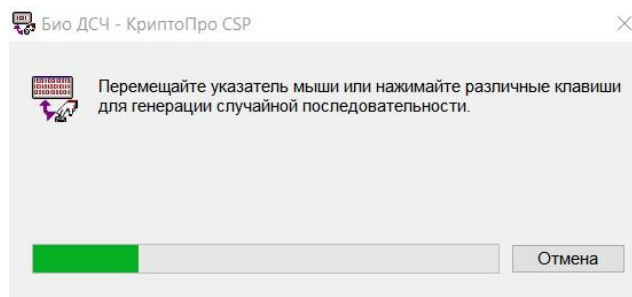 Био ДСЧ - КриптоПро CSP
Перемещайте указатель мыши или нажимайте различные клавиши
для генерации случайной последовательности.
Отмена